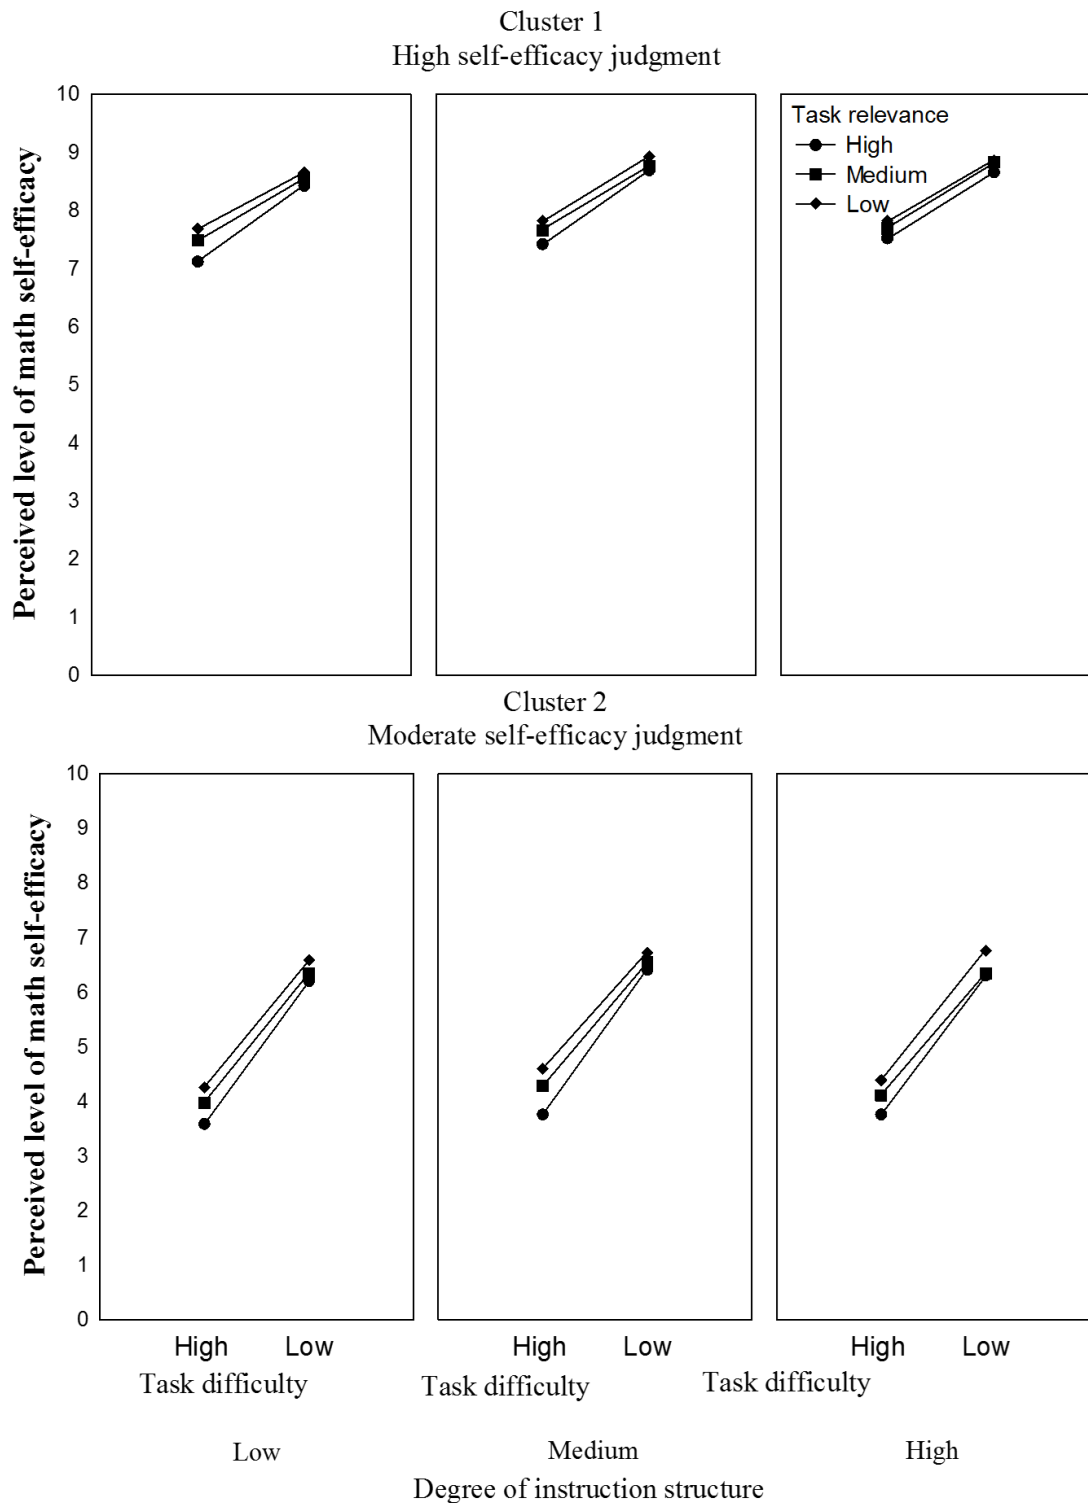 Cluster 1
High self-efficacy judgment
Perceived level of math self-efficacy
10
9
8
7
6
5
4
3
2
1
0
Task relevance
High
Medium
Low
Cluster 2
Moderate self-efficacy judgment
Perceived level of math self-efficacy
10
9
8
7
6
5
4
3
2
1
0
High Low
High Low
High Low
Task difficulty
Task difficulty
Task difficulty
Low
Medium
High
Degree of instruction structure